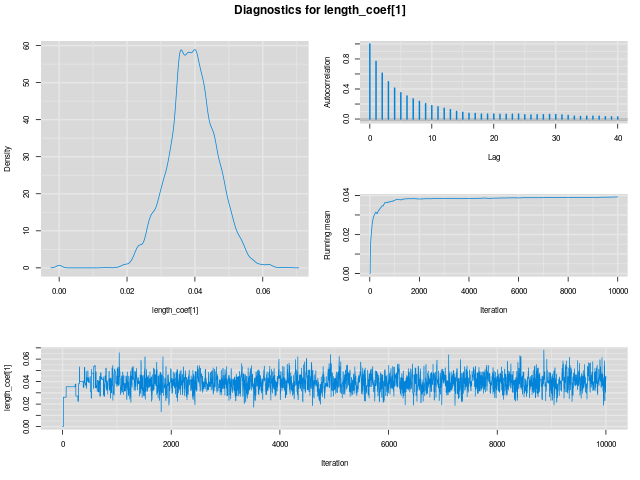 Diagnostics for length_coef[1]
Density
0 10 20 30 40 50 60
0.00 0.02 0.04 0.06
length_coef[1]
Autocorrelation
0.0 0.4 0.8
0 10 20 30 40
Lag
Running mean
0.00 0.02 0.04
0 2000 4000 6000 8000 10000
Iteration
length_coef[1]
0.00 0.02 0.04 0.06
0 2000 4000 6000 8000 10000
Iteration